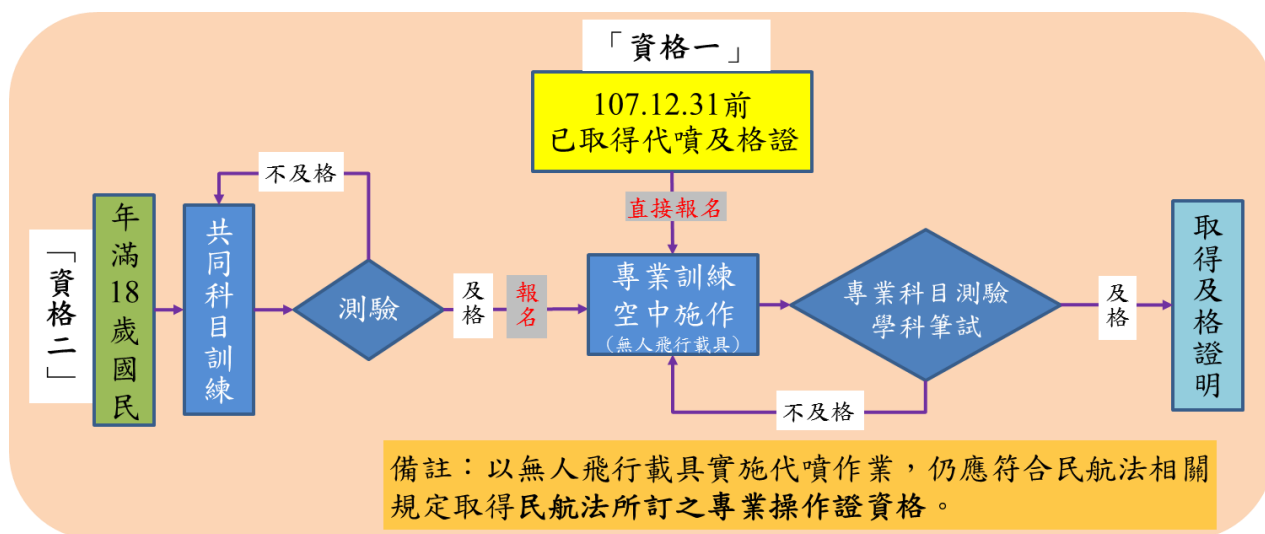 「資格一」
107.12.31前
已取得代噴及格證
直接報名
「資格二」
年滿18歲國民
共同科目訓練
不及格
測驗
及格
報名
專業訓練
空中施作
（無人飛行載具）
專業科目測驗
學科筆試
不及格
及格
取得及格證明
備註：以無人飛行載具實施代噴作業，仍應符合民航法相關
規定取得民航法所訂之專業操作證資格。